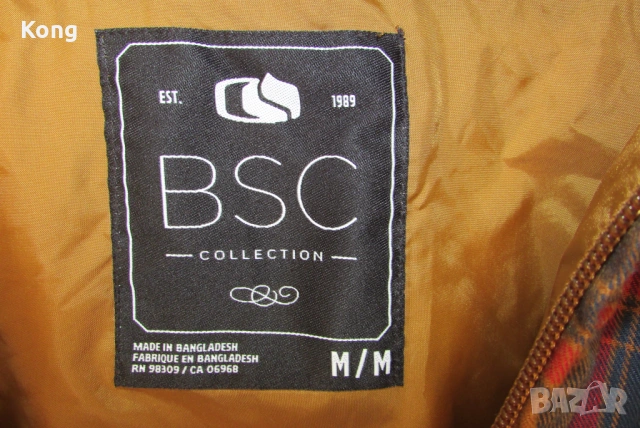 Kong
EST. 1989
BSC
COLLECTION
MADE IN BANGLADESH
FABRIQUE EN BANGLADESH
RN 98309 / CA 06968
M/M
BAZAR